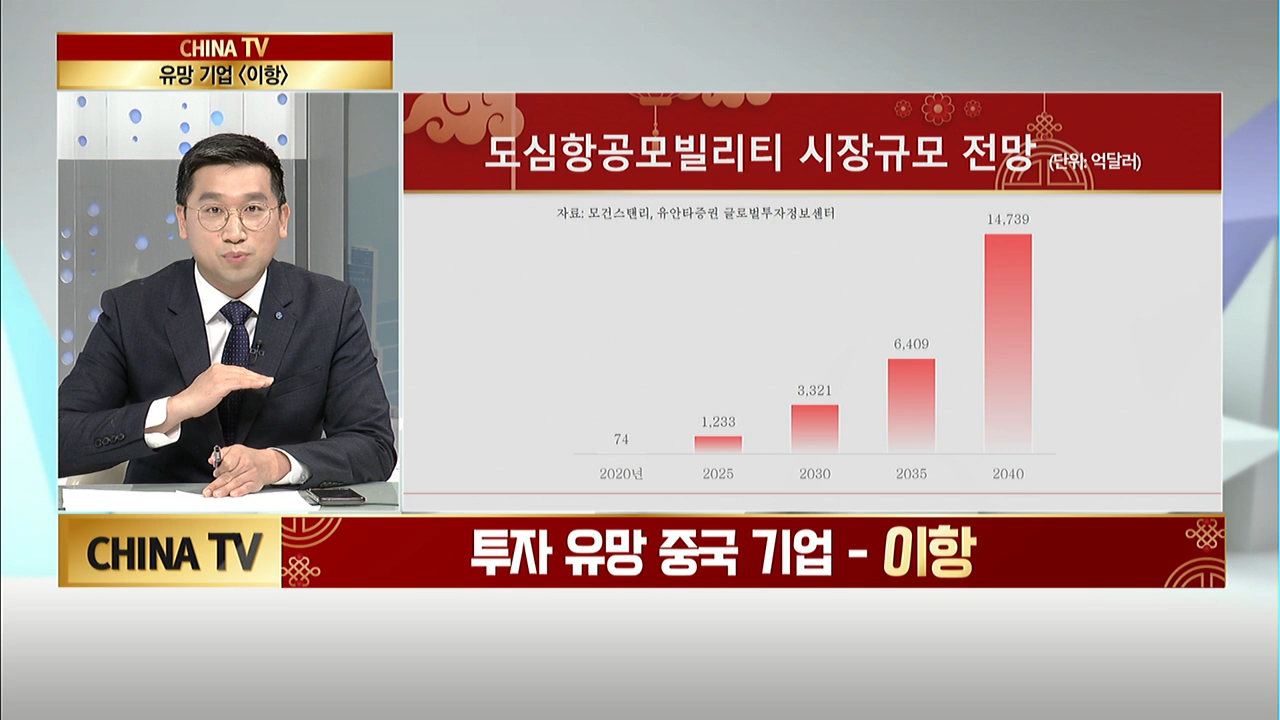 CHINA TV
유망 기업 〈이항〉
도심항공모빌리티 시장규모 전망 (단위: 억달러)
자료: 모건스탠리, 유안타증권 글로벌투자정보센터
14,739
6,409
3,321
1,233
74
2020년 2025 2030 2035 2040
CHINA TV
투자 유망 중국 기업 - 이항